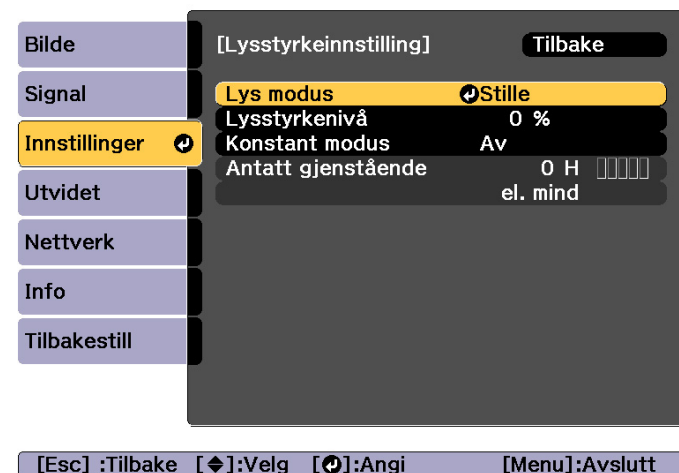 Bilde
Signal
Innstillinger
Utvidet
Nettverk
Info
Tilbakestill
[Lysstyrkeinnstilling] Tilbake
Lys modus Stille
Lysstyrkenivå 0 %
Konstant modus Av
Antatt gjenstående 0 H
el. mind
[Esc] :Tilbake [◆]:Velg [↵]:Angi [Menu]:Avslutt